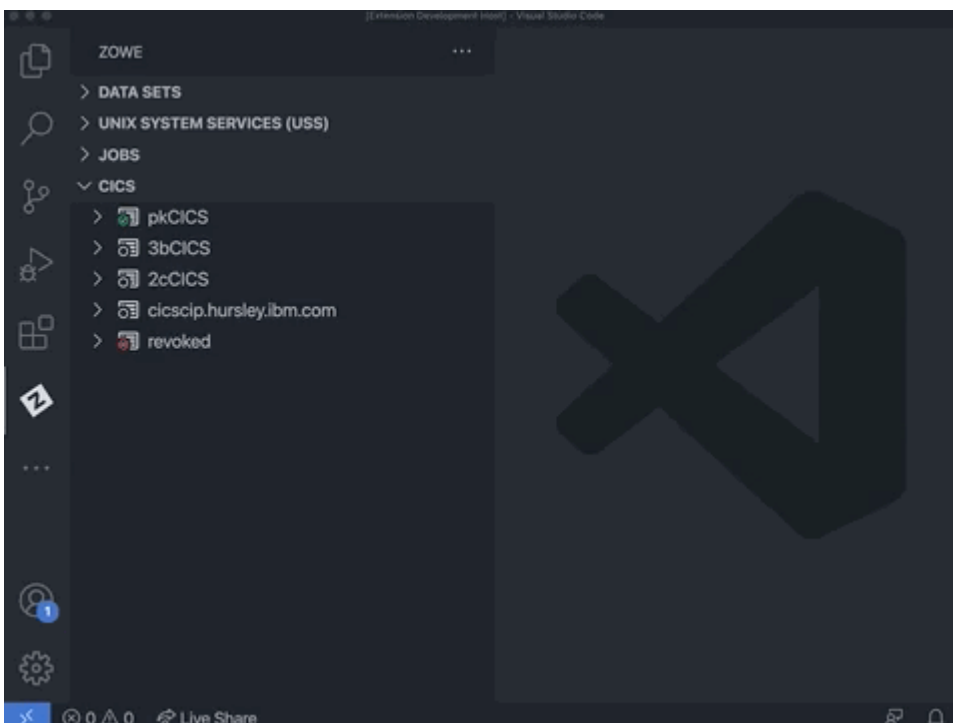 [Extension Development Host] - Visual Studio Code
ZOWE
DATA SETS
UNIX SYSTEM SERVICES (USS)
JOBS
CICS
pkCICS
3bCICS
2cCICS
cicscip.hursley.ibm.com
revoked
1
0 0 Live Share